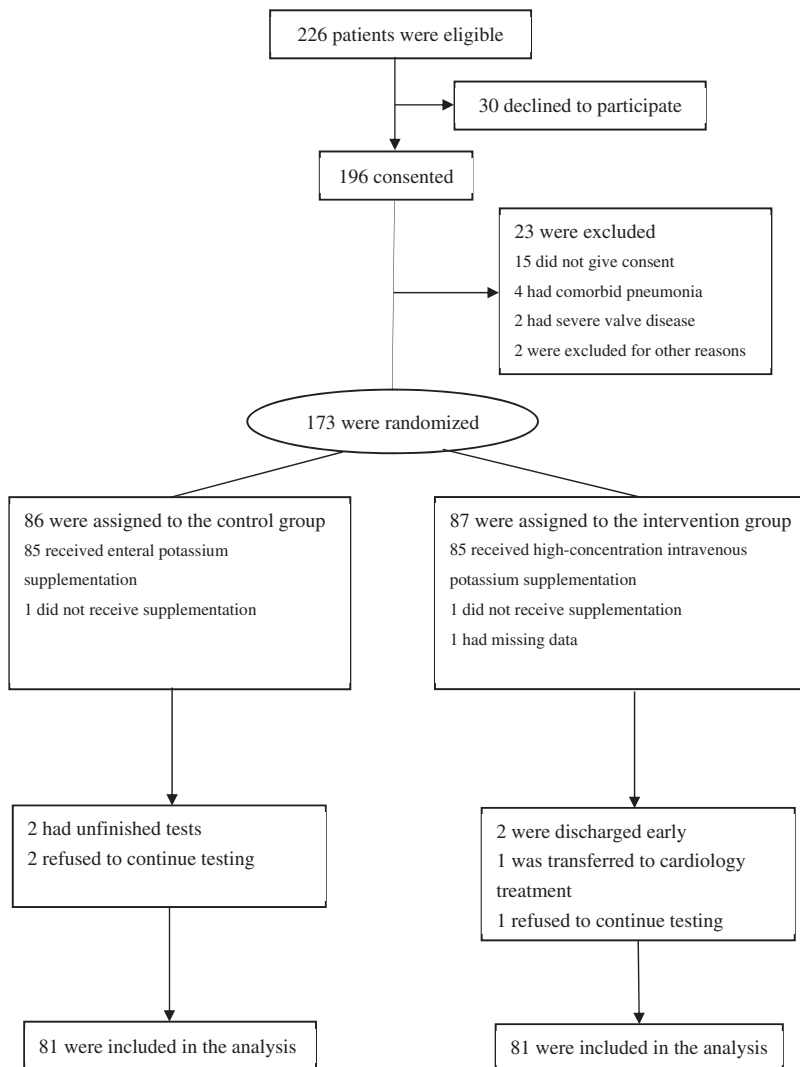 226 patients were eligible
30 declined to participate
196 consented
23 were excluded
15 did not give consent
4 had comorbid pneumonia
2 had severe valve disease
2 were excluded for other reasons
173 were randomized
86 were assigned to the control group
85 received enteral potassium
supplementation
1 did not receive supplementation
87 were assigned to the intervention group
85 received high-concentration intravenous
potassium supplementation
1 did not receive supplementation
1 had missing data
2 had unfinished tests
2 refused to continue testing
2 were discharged early
1 was transferred to cardiology
treatment
1 refused to continue testing
81 were included in the analysis
81 were included in the analysis